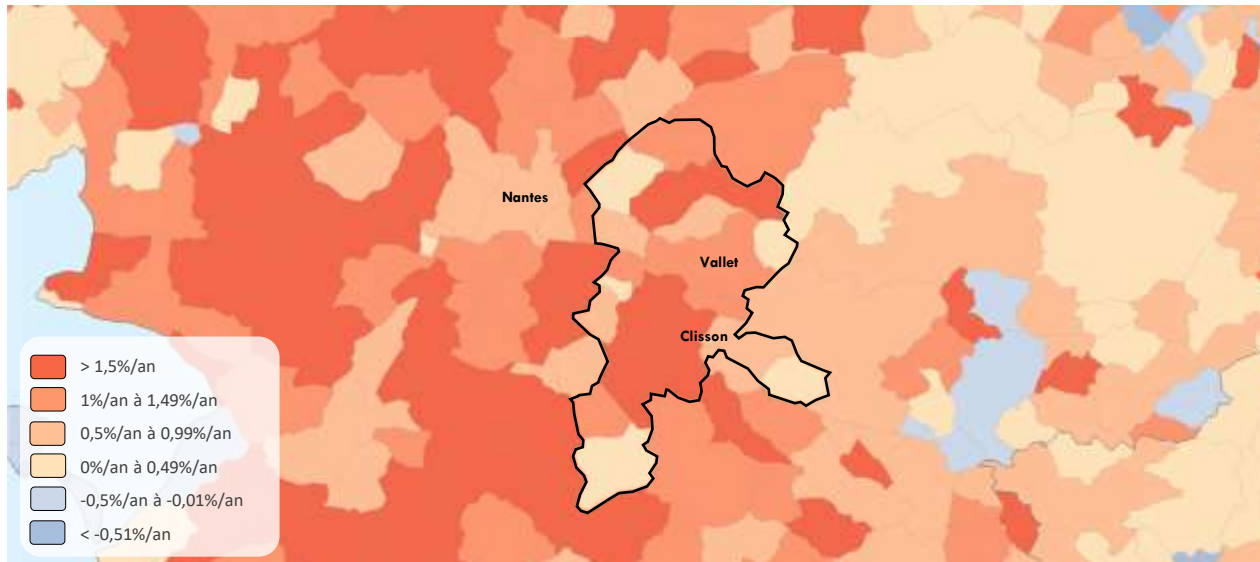 Nantes
Vallet
Clisson
> 1,5%/an
1%/an à 1,49%/an
0,5%/an à 0,99%/an
0%/an à 0,49%/an
-0,5%/an à -0,01%/an
< -0,51%/an